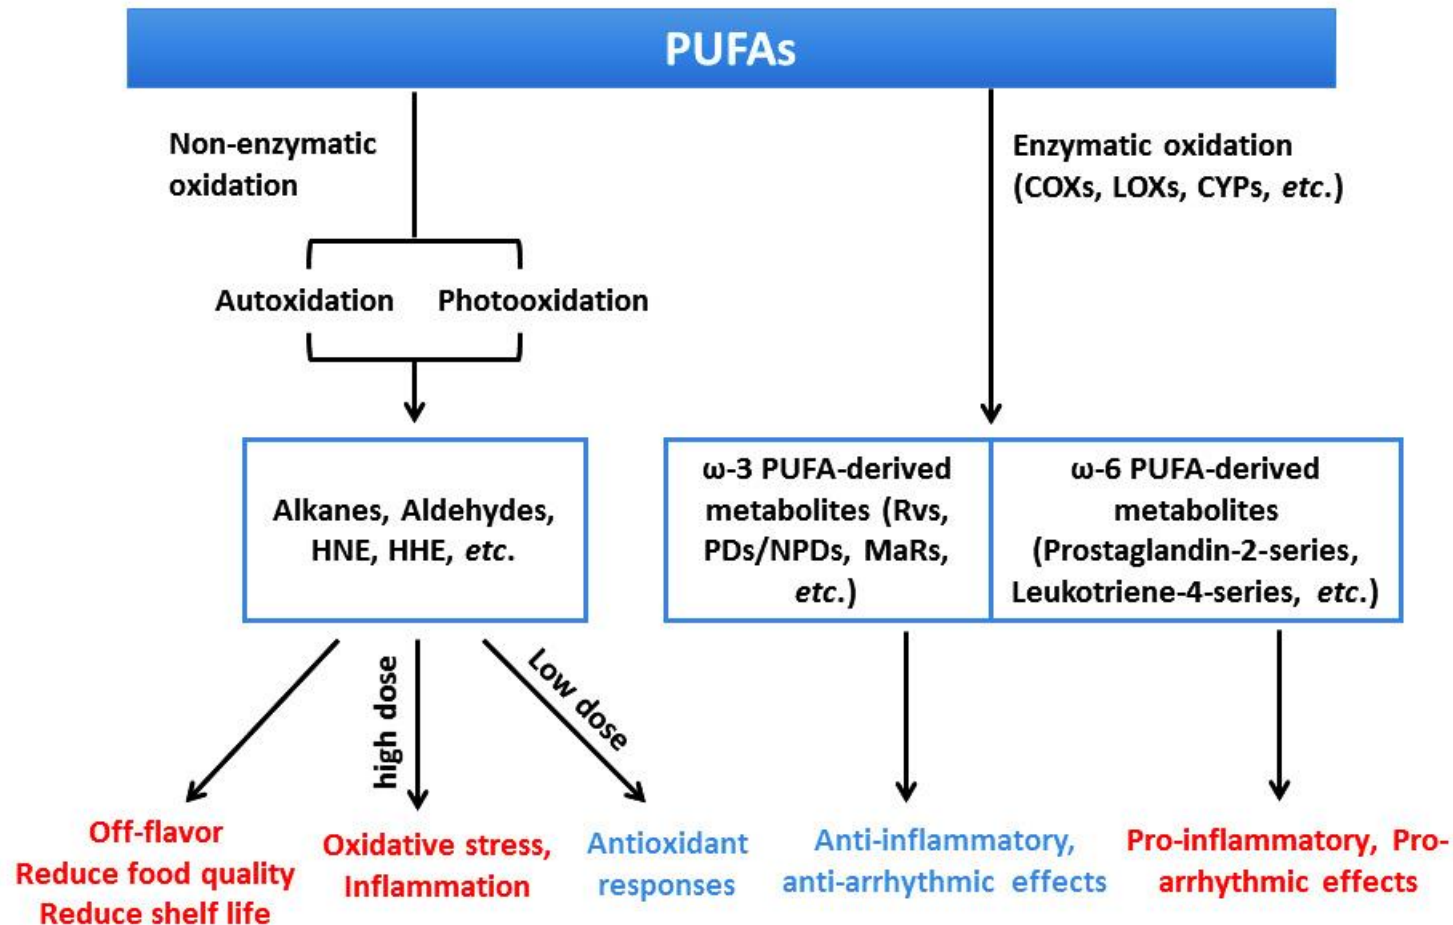 PUFAs
Non-enzymatic
oxidation
Enzymatic oxidation
(COXs, LOXs, CYPs, etc.)
Autoxidation
Photooxidation
Alkanes, Aldehydes,
HNE, HHE, etc.
ω-3 PUFA-derived
metabolites (Rvs,
PDs/NPDs, MaRs,
etc.)
ω-6 PUFA-derived
metabolites
(Prostaglandin-2-series,
Leukotriene-4-series, etc.)
high dose
Low dose
Off-flavor
Reduce food quality
Reduce shelf life
Oxidative stress,
Inflammation
Antioxidant
responses
Anti-inflammatory,
anti-arrhythmic effects
Pro-inflammatory, Pro-
arrhythmic effects